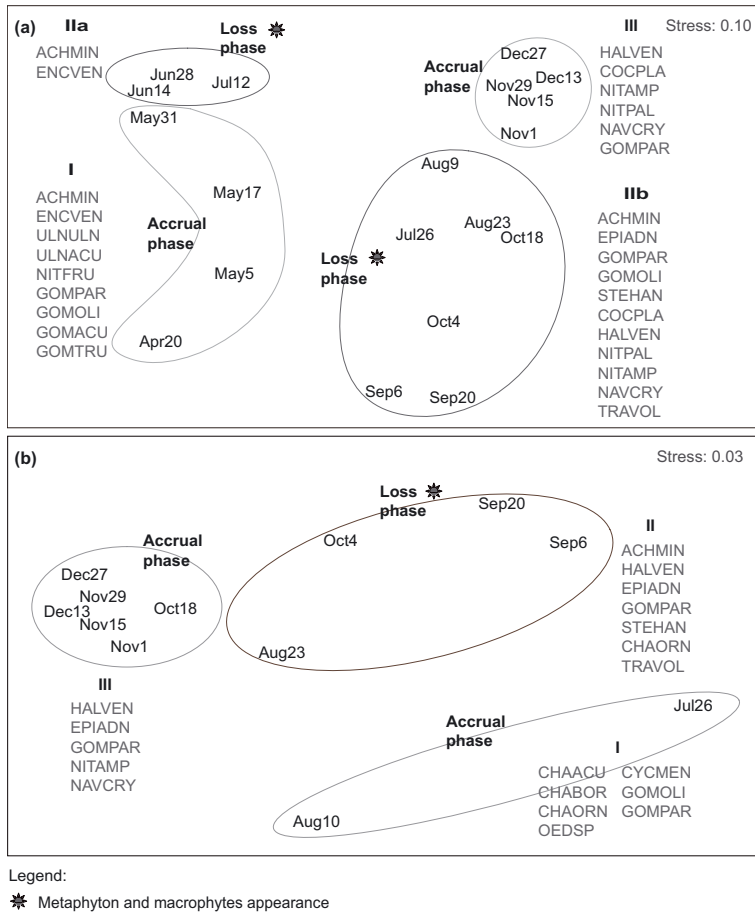 (a)
IIa
ACHMIN
ENCVEN
Loss
phase
Jun28
Jun14
Jul12
May31
I
ACHMIN
ENCVEN
ULNULN
ULNACU
NITFRU
GOMPAR
GOMOLI
GOMACU
GOMTRU
Accrual
phase
May17
May5
Apr20
Stress: 0.10
III
HALVEN
COCPLA
NITAMP
NITPAL
NAVCRY
GOMPAR
Accrual
phase
Dec27
Dec13
Nov29
Nov15
Nov1
Loss
phase
Aug9
Aug23
Jul26
Oct18
Oct4
Sep6
Sep20
IIb
ACHMIN
EPIADN
GOMPAR
GOMOLI
STEHAN
COCPLA
HALVEN
NITPAL
NITAMP
NAVCRY
TRAVOL
(b)
Stress: 0.03
Loss
phase
Sep20
Oct4
Sep6
Aug23
II
ACHMIN
HALVEN
EPIADN
GOMPAR
STEHAN
CHAORN
TRAVOL
Accrual
phase
Dec27
Nov29
Dec13
Oct18
Nov15
Nov1
III
HALVEN
EPIADN
GOMPAR
NITAMP
NAVCRY
Accrual
phase
Jul26
Aug10
I
CHAACU CYCMEN
CHABOR GOMOLI
CHAORN GOMPAR
OEDSP
Legend:
Metaphyton and macrophytes appearance